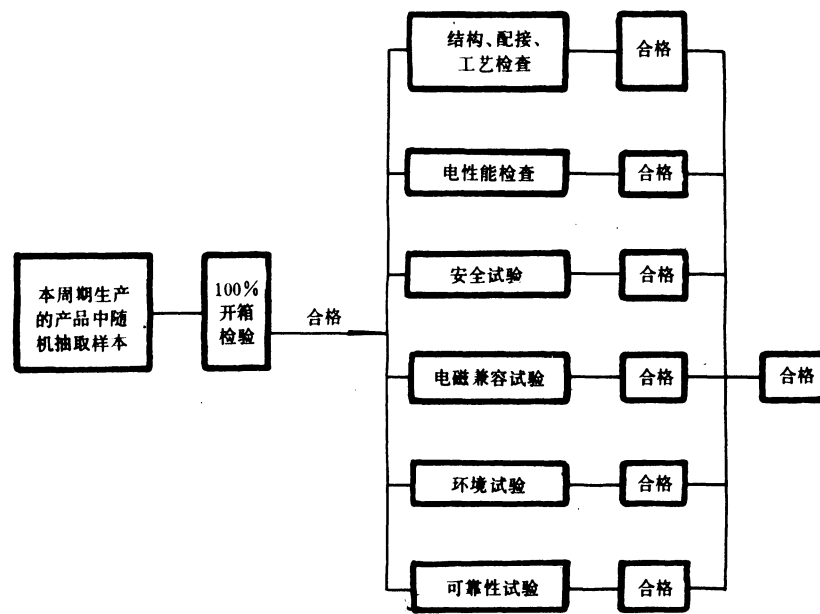 本周期生产
的产品中随
机抽取样本
100%
开箱
检验
合格
结构、配接、
工艺检查
合格
电性能检查
合格
安全试验
合格
电磁兼容试验
合格
环境试验
合格
可靠性试验
合格
合格